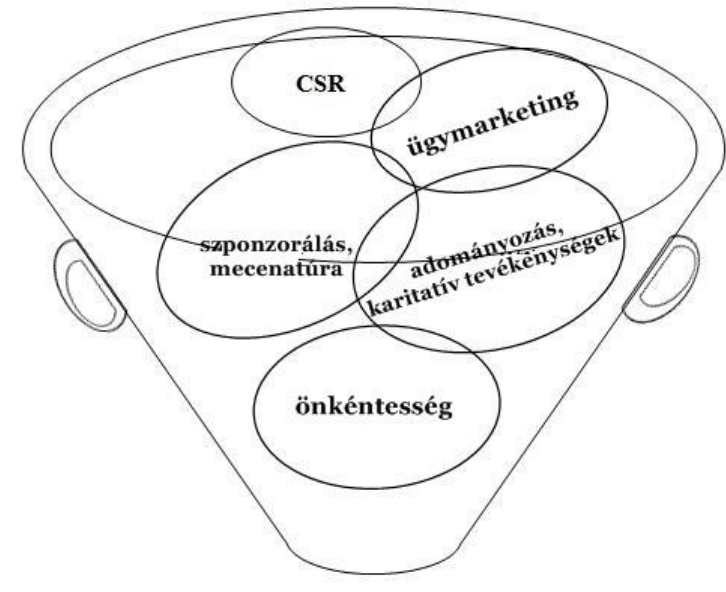 CSR
ügymarketing
szponzorálás,
mecenatúra
adományozás,
karitatív tevékenységek
önkéntesség